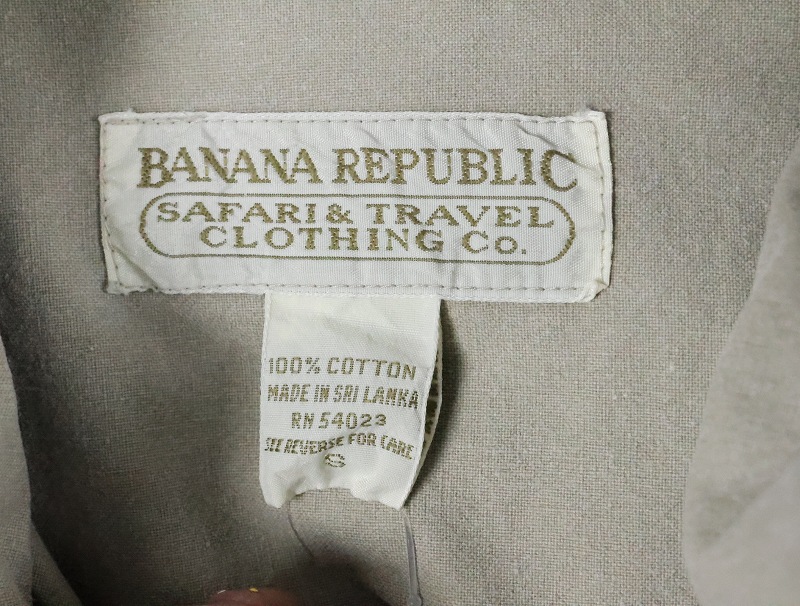 BANANA REPUBLIC
SAFARI & TRAVEL
CLOTHING Co.
100% COTTON
MADE IN SRI LANKA
RN 54023
SEE REVERSE FOR CARE
S